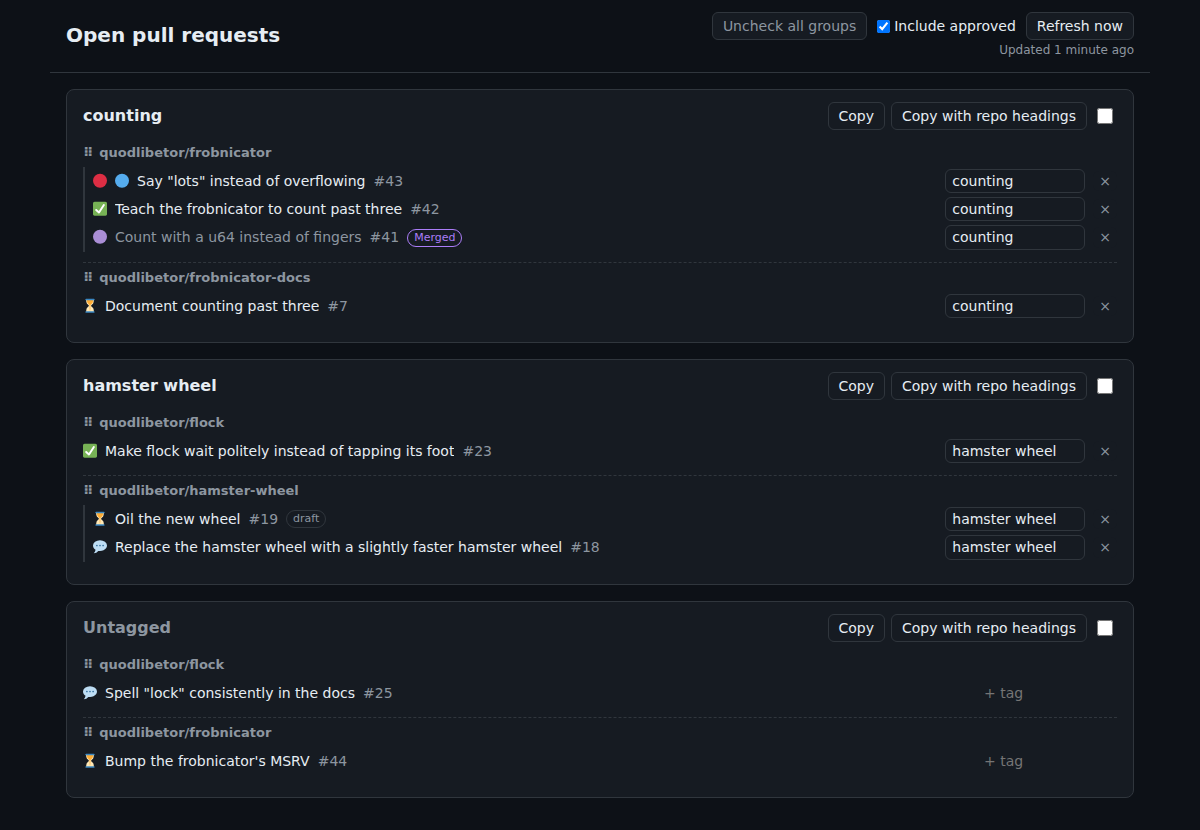 Open pull requests
Uncheck all groups Include approved Refresh now
Updated 1 minute ago
counting Copy Copy with repo headings
quodlibetor/frobnicator
Say "lots" instead of overflowing #43 counting ×
Teach the frobnicator to count past three #42 counting ×
Count with a u64 instead of fingers #41 Merged counting ×
quodlibetor/frobnicator-docs
Document counting past three #7 counting ×
hamster wheel Copy Copy with repo headings
quodlibetor/flock
Make flock wait politely instead of tapping its foot #23 hamster wheel ×
quodlibetor/hamster-wheel
Oil the new wheel #19 draft hamster wheel ×
Replace the hamster wheel with a slightly faster hamster wheel #18 hamster wheel ×
Untagged Copy Copy with repo headings
quodlibetor/flock
Spell "lock" consistently in the docs #25 + tag
quodlibetor/frobnicator
Bump the frobnicator's MSRV #44 + tag